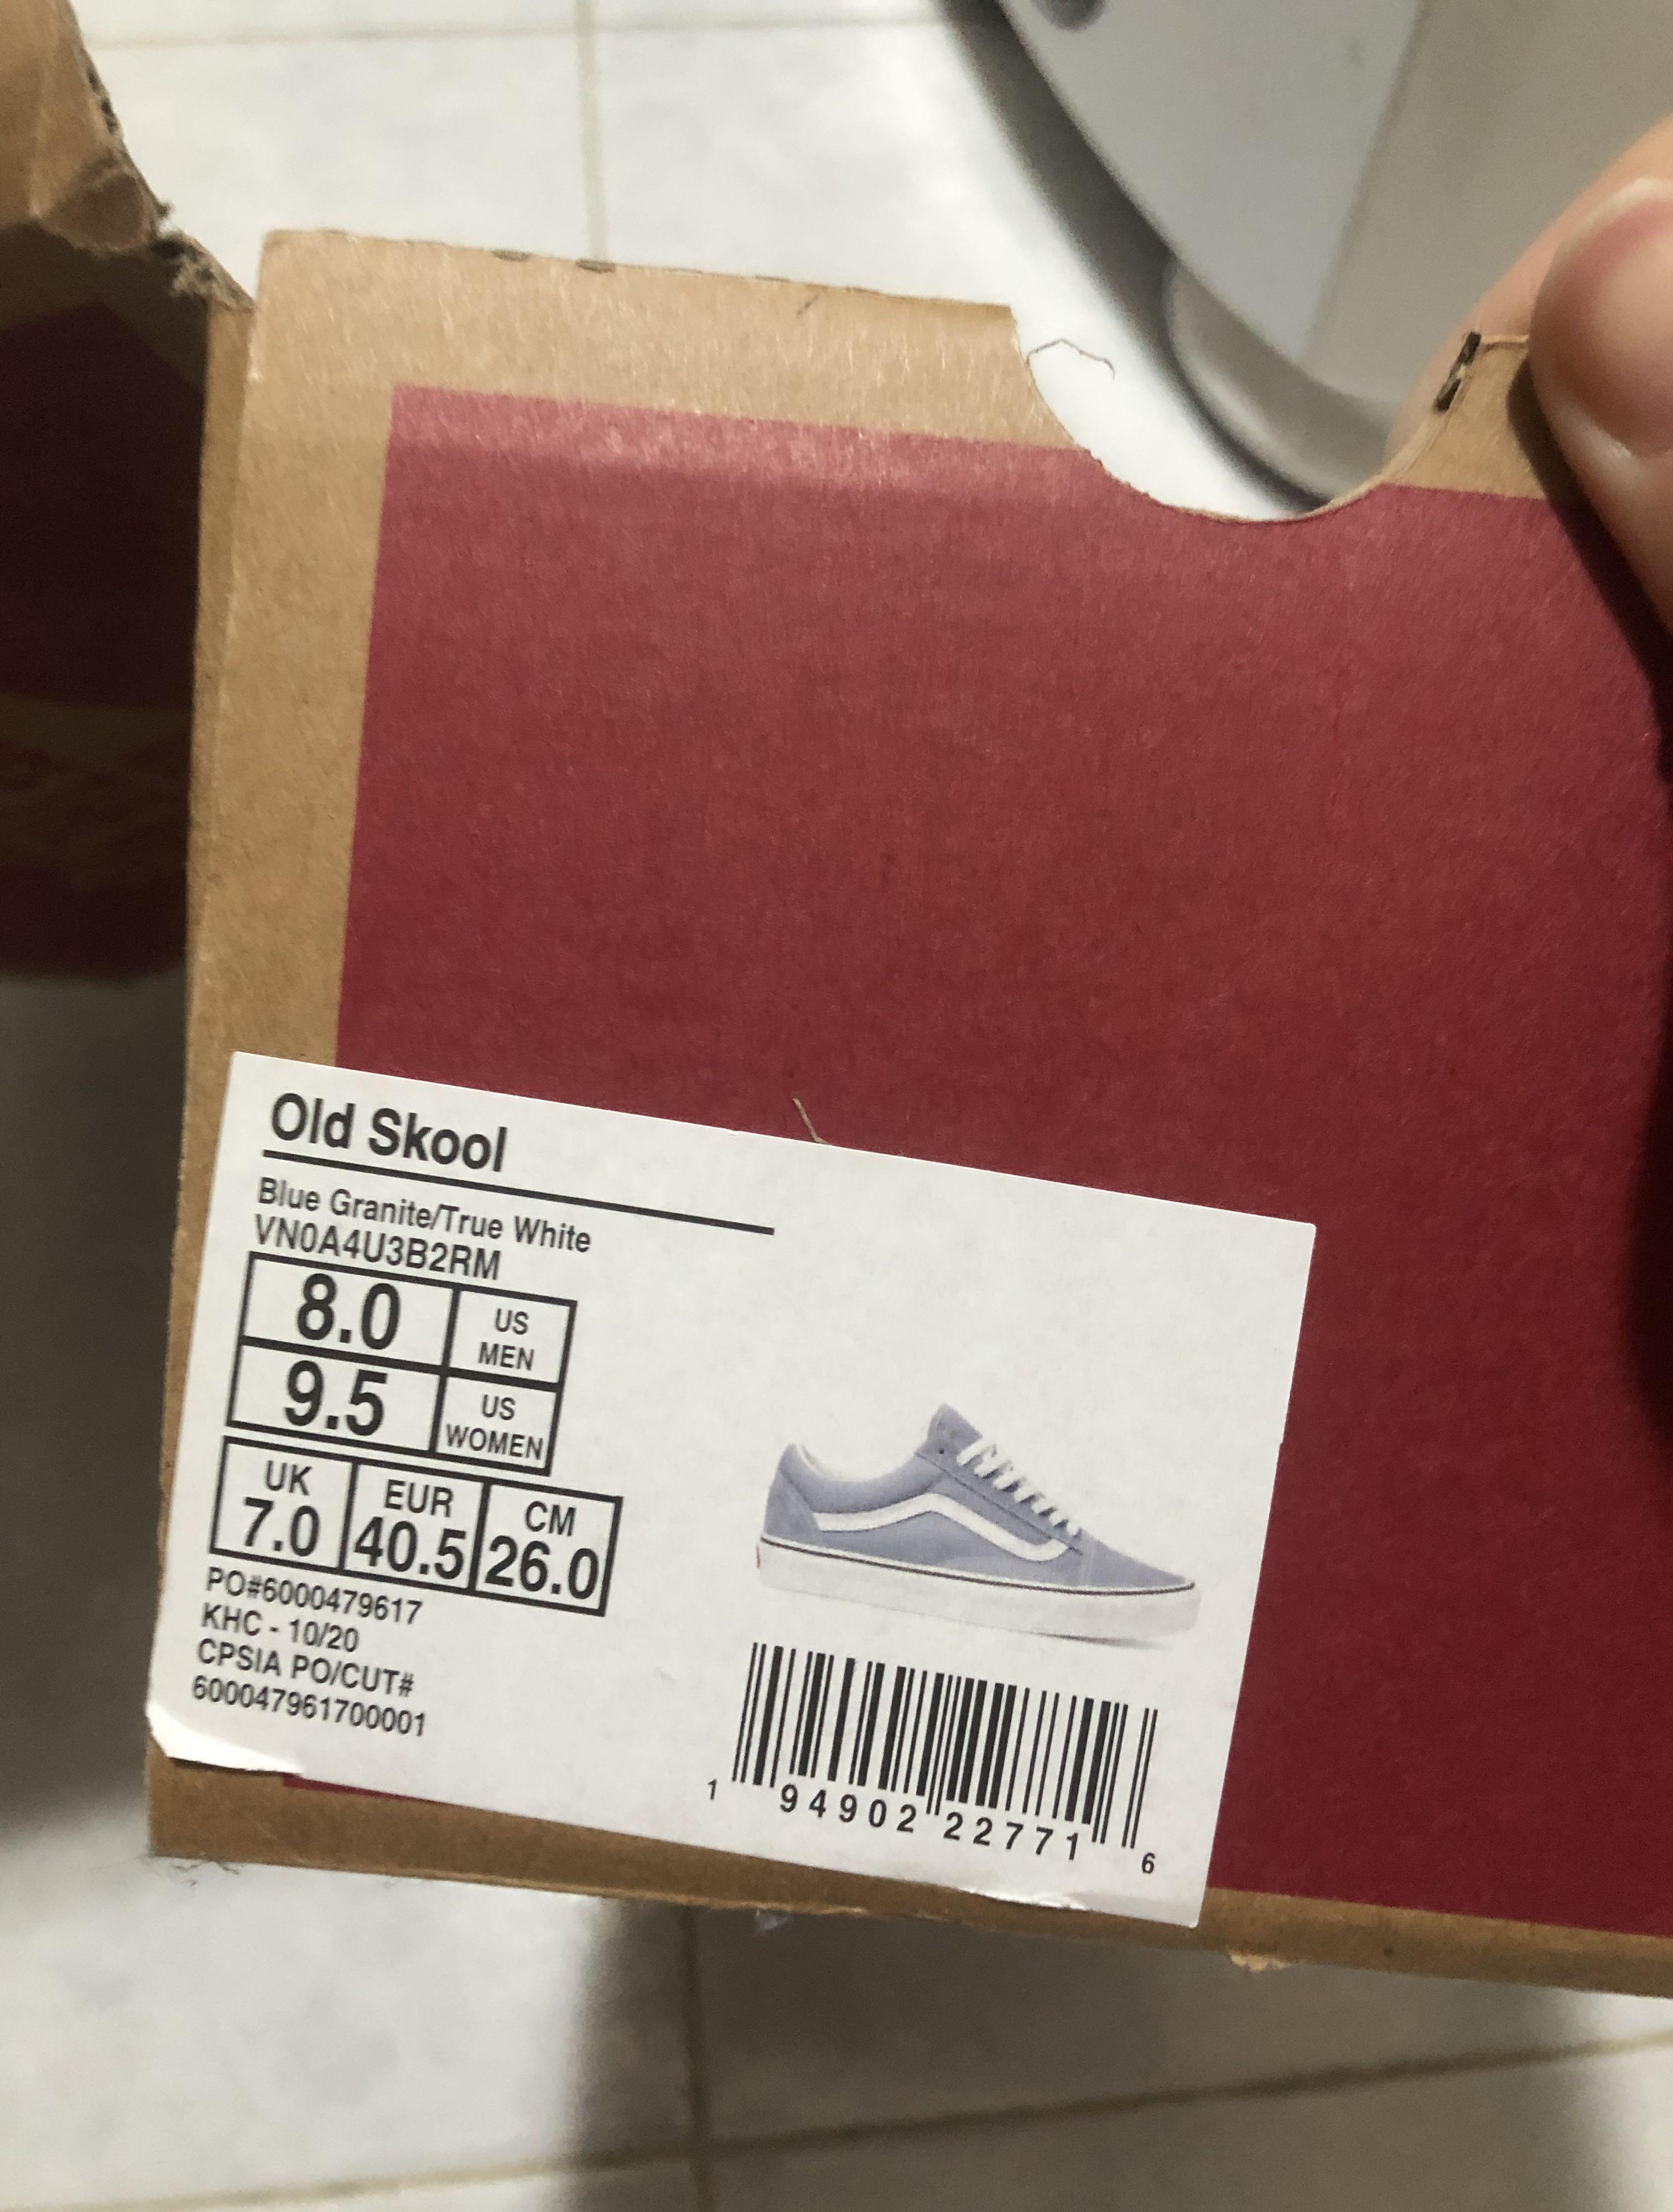 Old Skool
Blue Granite/True White
VN0A4U3B2RM
8.0 US MEN
9.5 US WOMEN
UK EUR CM
7.0 40.5 26.0
PO#6000479617
KHC - 10/20
CPSIA PO/CUT#
600047961700001
1 94902 22771 6